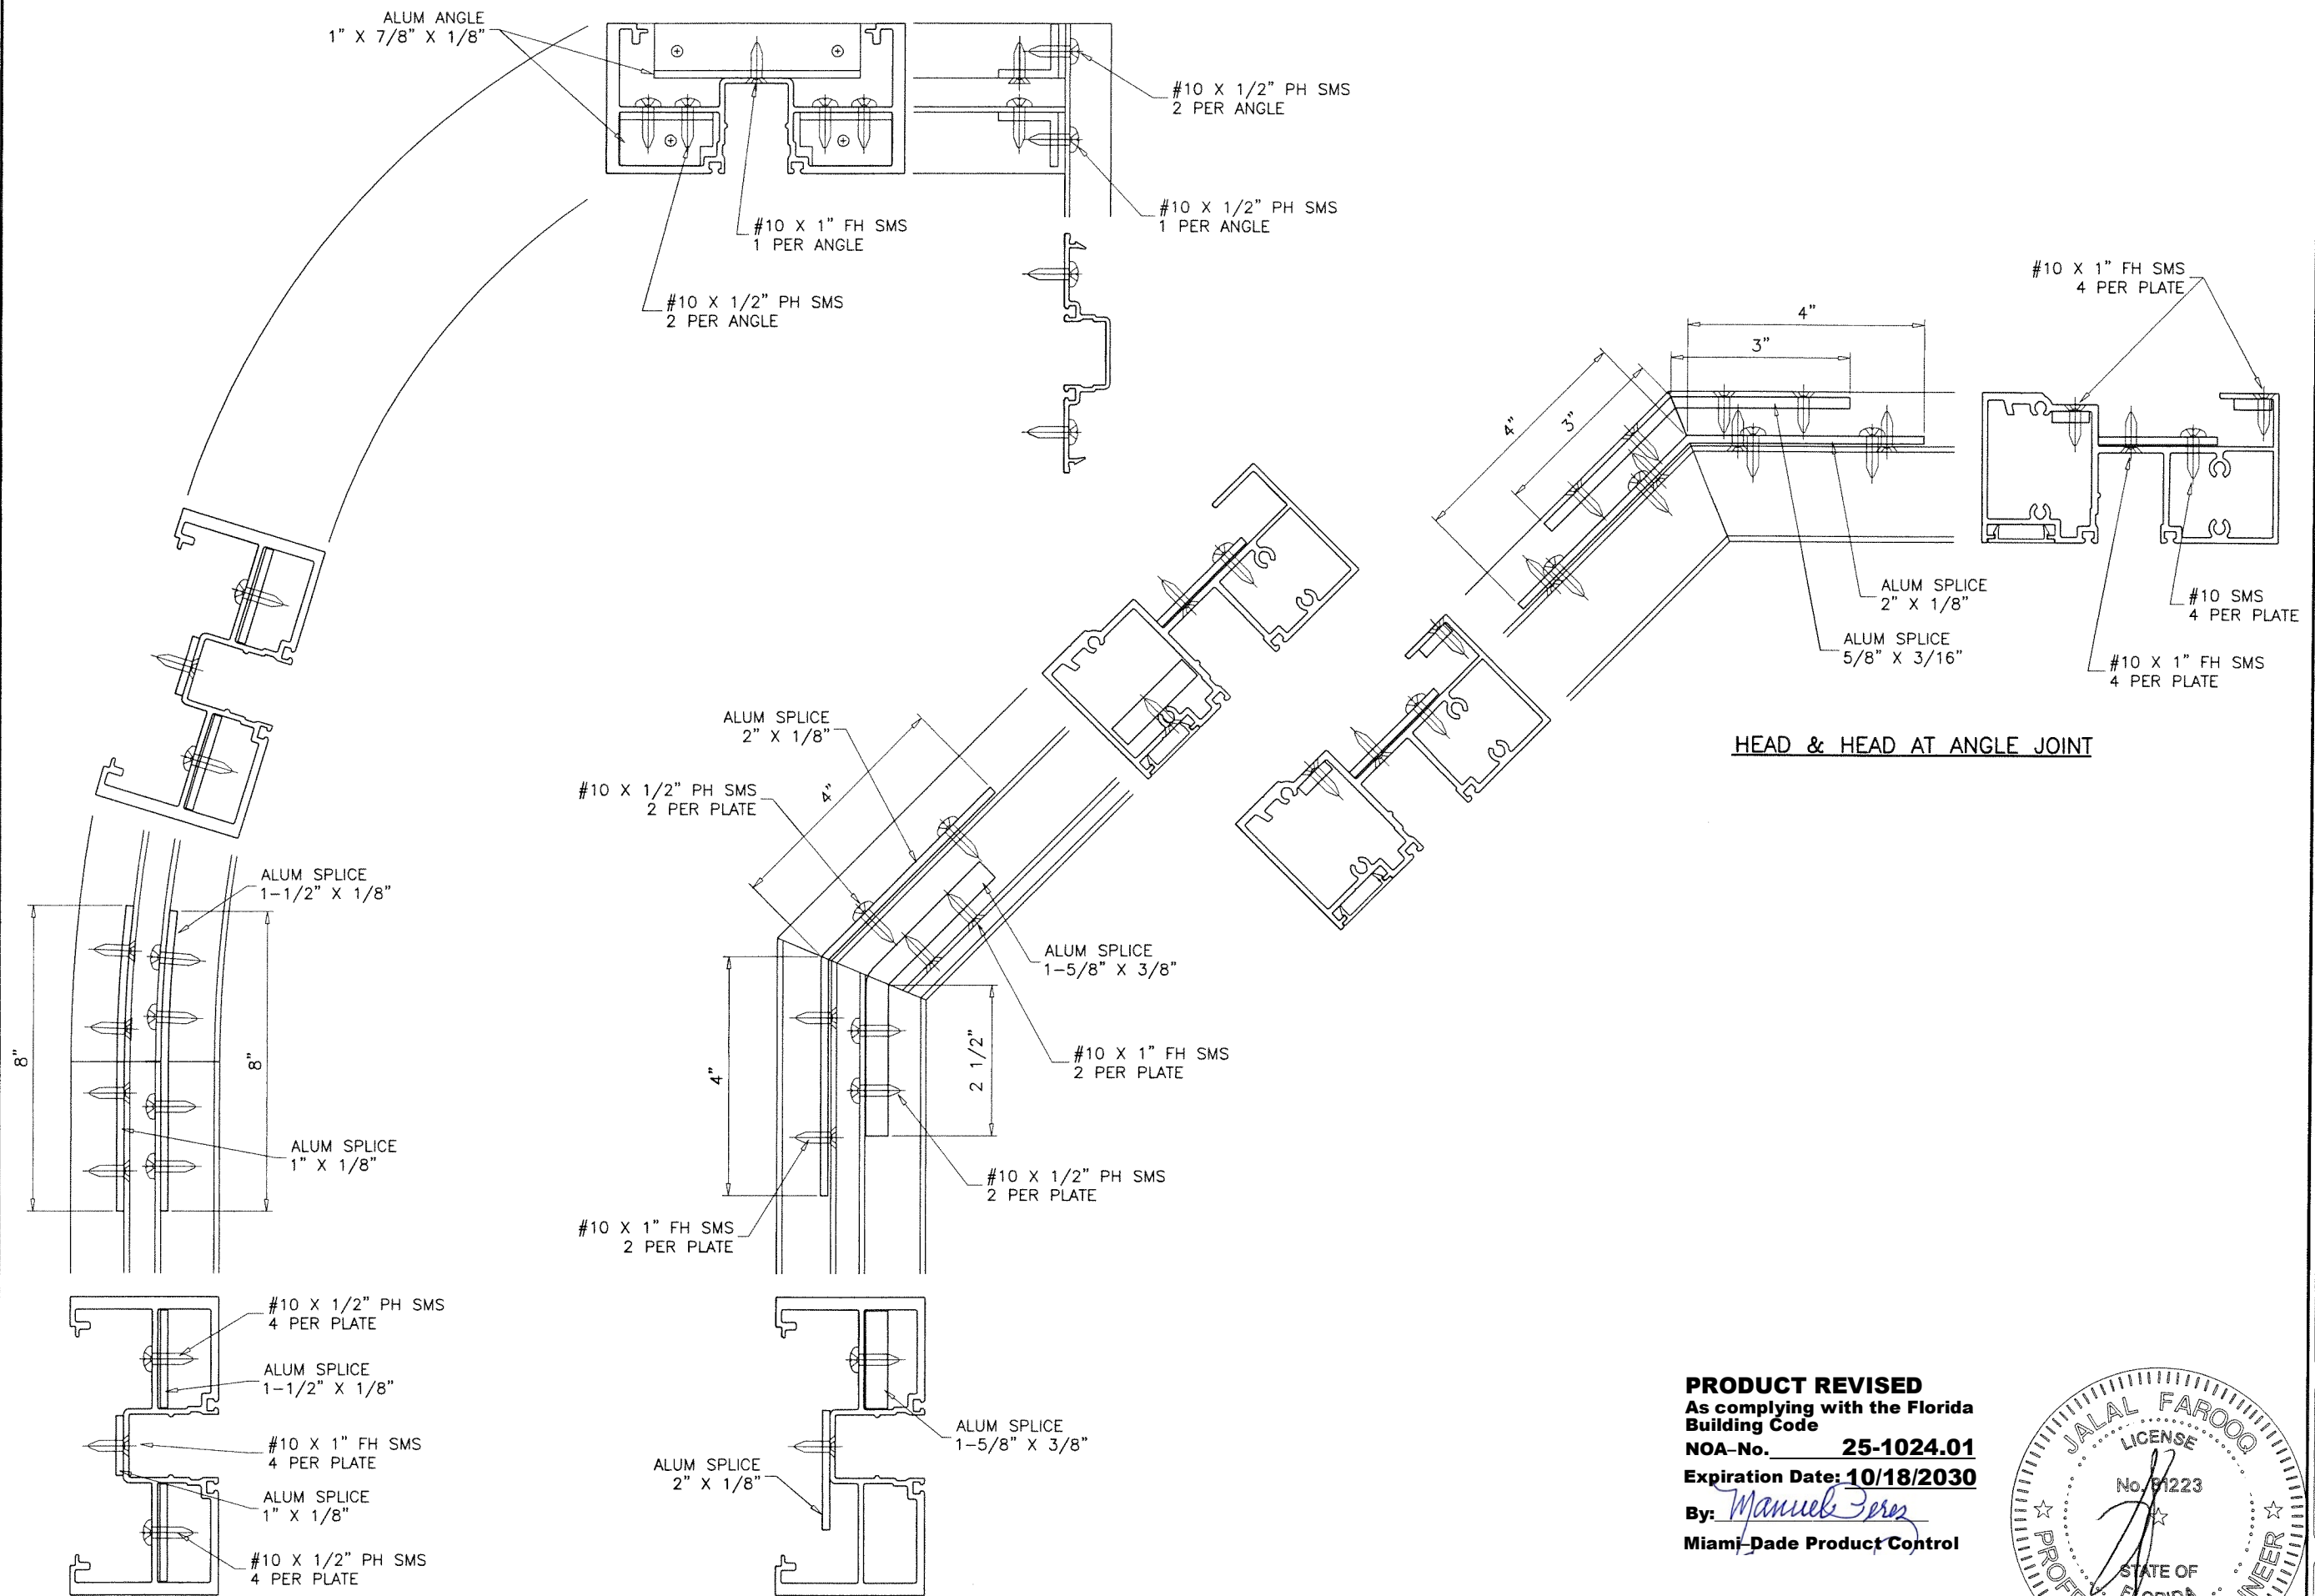 ALUM ANGLE
1" X 7/8" X 1/8"
#10 X 1/2" PH SMS
2 PER ANGLE
#10 X 1/2" PH SMS
1 PER ANGLE
#10 X 1" FH SMS
1 PER ANGLE
#10 X 1/2" PH SMS
2 PER ANGLE
#10 X 1" FH SMS
4 PER PLATE
4"
3"
4"
3"
ALUM SPLICE
2" X 1/8"
ALUM SPLICE
5/8" X 3/16"
#10 SMS
4 PER PLATE
#10 X 1" FH SMS
4 PER PLATE
HEAD & HEAD AT ANGLE JOINT
ALUM SPLICE
2" X 1/8"
#10 X 1/2" PH SMS
2 PER PLATE
4"
ALUM SPLICE
1-5/8" X 3/8"
#10 X 1" FH SMS
2 PER PLATE
4"
2 1/2"
#10 X 1/2" PH SMS
2 PER PLATE
#10 X 1" FH SMS
2 PER PLATE
ALUM SPLICE
1-1/2" X 1/8"
8"
8"
ALUM SPLICE
1" X 1/8"
#10 X 1/2" PH SMS
4 PER PLATE
ALUM SPLICE
1-1/2" X 1/8"
#10 X 1" FH SMS
4 PER PLATE
ALUM SPLICE
1" X 1/8"
#10 X 1/2" PH SMS
4 PER PLATE
ALUM SPLICE
1-5/8" X 3/8"
ALUM SPLICE
2" X 1/8"
PRODUCT REVISED
As complying with the Florida
Building Code
NOA-No. 25-1024.01
Expiration Date: 10/18/2030
By: Manuel Perez
Miami-Dade Product Control
JALAL FAROOQ
LICENSE
No. 81223
STATE OF
FLORIDA